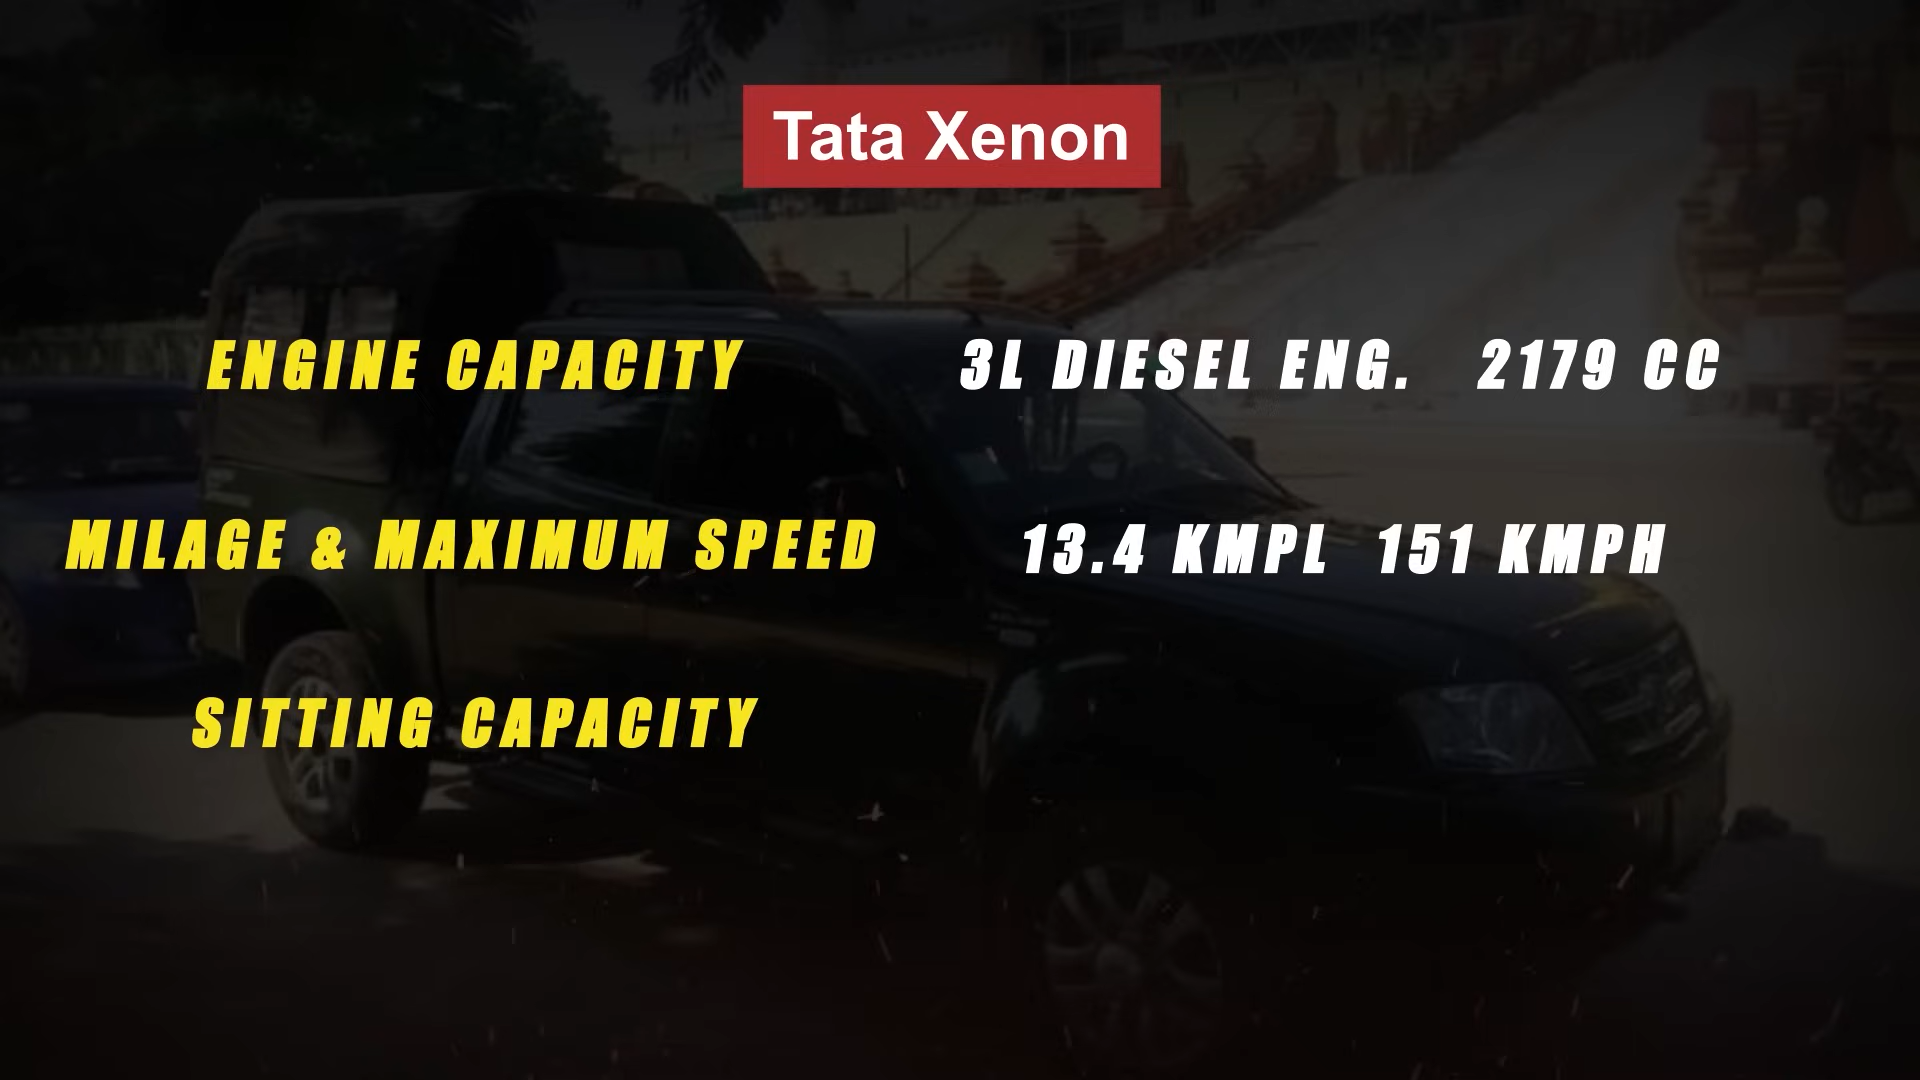 Tata Xenon
ENGINE CAPACITY 3L DIESEL ENG. 2179 CC
MILAGE & MAXIMUM SPEED 13.4 KMPL 151 KMPH
SITTING CAPACITY